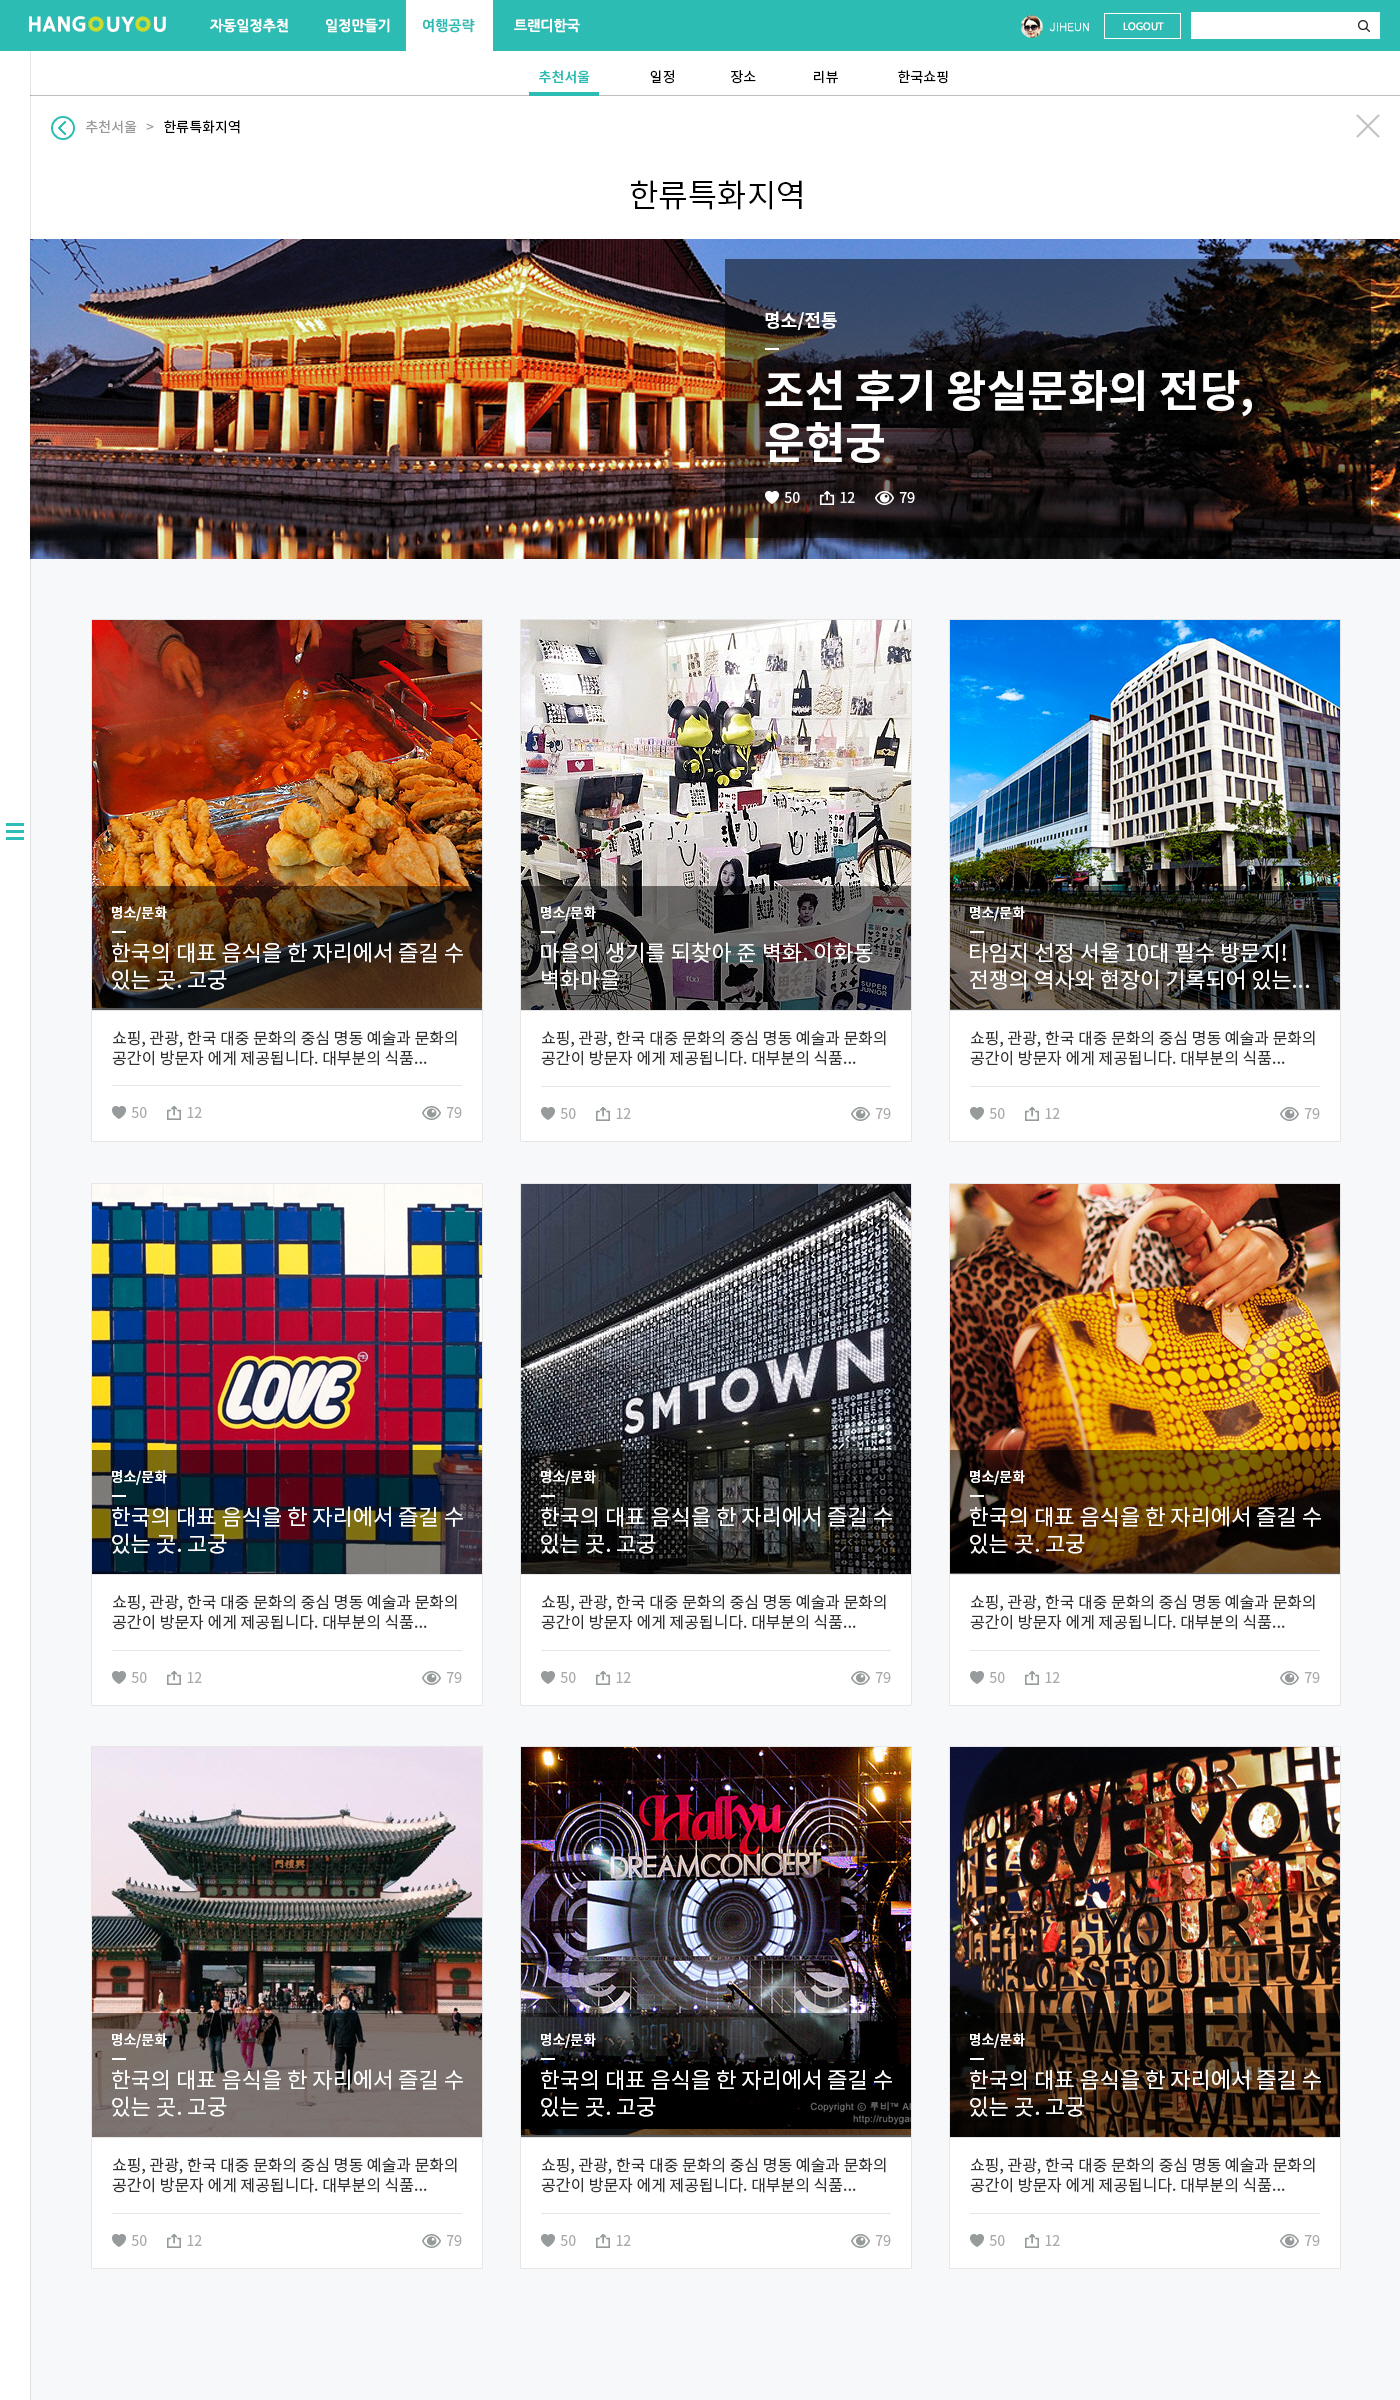 HANGOUYOU 자동일정추천 일정만들기 여행공략 트랜디한국 JIHEUN LOGOUT
추천서울 일정 장소 리뷰 한국쇼핑
추천서울 > 한류특화지역
한류특화지역
명소/전통
조선 후기 왕실문화의 전당,
운현궁
50 12 79
명소/문화
한국의 대표 음식을 한 자리에서 즐길 수
있는 곳. 고궁
쇼핑, 관광, 한국 대중 문화의 중심 명동 예술과 문화의
공간이 방문자 에게 제공됩니다. 대부분의 식품...
50 12 79
명소/문화
마을의 생기를 되찾아 준 벽화. 이화동
벽화마을
f(x)
SUPER
JUNIOR
쇼핑, 관광, 한국 대중 문화의 중심 명동 예술과 문화의
공간이 방문자 에게 제공됩니다. 대부분의 식품...
50 12 79
명소/문화
타임지 선정 서울 10대 필수 방문지!
전쟁의 역사와 현장이 기록되어 있는...
쇼핑, 관광, 한국 대중 문화의 중심 명동 예술과 문화의
공간이 방문자 에게 제공됩니다. 대부분의 식품...
50 12 79
LOVE
명소/문화
한국의 대표 음식을 한 자리에서 즐길 수
있는 곳. 고궁
쇼핑, 관광, 한국 대중 문화의 중심 명동 예술과 문화의
공간이 방문자 에게 제공됩니다. 대부분의 식품...
50 12 79
SMTOWN
명소/문화
한국의 대표 음식을 한 자리에서 즐길 수
있는 곳. 고궁
쇼핑, 관광, 한국 대중 문화의 중심 명동 예술과 문화의
공간이 방문자 에게 제공됩니다. 대부분의 식품...
50 12 79
명소/문화
한국의 대표 음식을 한 자리에서 즐길 수
있는 곳. 고궁
쇼핑, 관광, 한국 대중 문화의 중심 명동 예술과 문화의
공간이 방문자 에게 제공됩니다. 대부분의 식품...
50 12 79
門禮興
명소/문화
한국의 대표 음식을 한 자리에서 즐길 수
있는 곳. 고궁
쇼핑, 관광, 한국 대중 문화의 중심 명동 예술과 문화의
공간이 방문자 에게 제공됩니다. 대부분의 식품...
50 12 79
Hallyu
DREAMCONCERT
명소/문화
한국의 대표 음식을 한 자리에서 즐길 수
있는 곳. 고궁
Copyright ⓒ 루비™ Al
http://rubyga
쇼핑, 관광, 한국 대중 문화의 중심 명동 예술과 문화의
공간이 방문자 에게 제공됩니다. 대부분의 식품...
50 12 79
YOU LOVE FOR THE
LOVE YOU
YOUR LO
OF SEOUL
WHEN
명소/문화
한국의 대표 음식을 한 자리에서 즐길 수
있는 곳. 고궁
쇼핑, 관광, 한국 대중 문화의 중심 명동 예술과 문화의
공간이 방문자 에게 제공됩니다. 대부분의 식품...
50 12 79